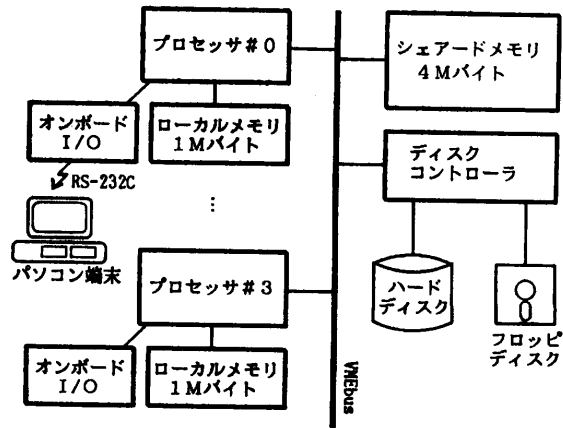 プロセッサ#0
シェアードメモリ
4Mバイト
オンボード
I/O
ローカルメモリ
1Mバイト
RS-232C
パソコン端末
⋮
ディスク
コントローラ
プロセッサ#3
ハード
ディスク
フロッピ
ディスク
オンボード
I/O
ローカルメモリ
1Mバイト
VMEbus